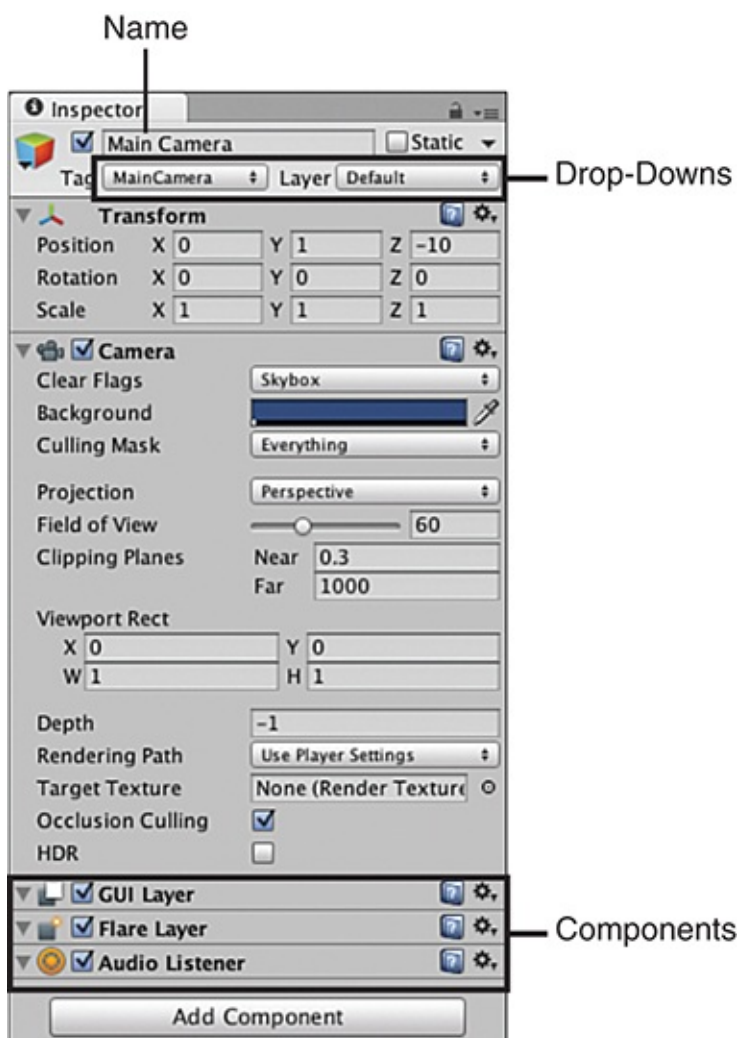 Name
Inspector
Main Camera Static
Tag MainCamera Layer Default
Drop-Downs
Transform
Position X 0 Y 1 Z -10
Rotation X 0 Y 0 Z 0
Scale X 1 Y 1 Z 1
Camera
Clear Flags Skybox
Background
Culling Mask Everything
Projection Perspective
Field of View 60
Clipping Planes Near 0.3
Far 1000
Viewport Rect
X 0 Y 0
W 1 H 1
Depth -1
Rendering Path Use Player Settings
Target Texture None (Render Texture
Occlusion Culling
HDR
GUI Layer
Flare Layer
Audio Listener
Components
Add Component